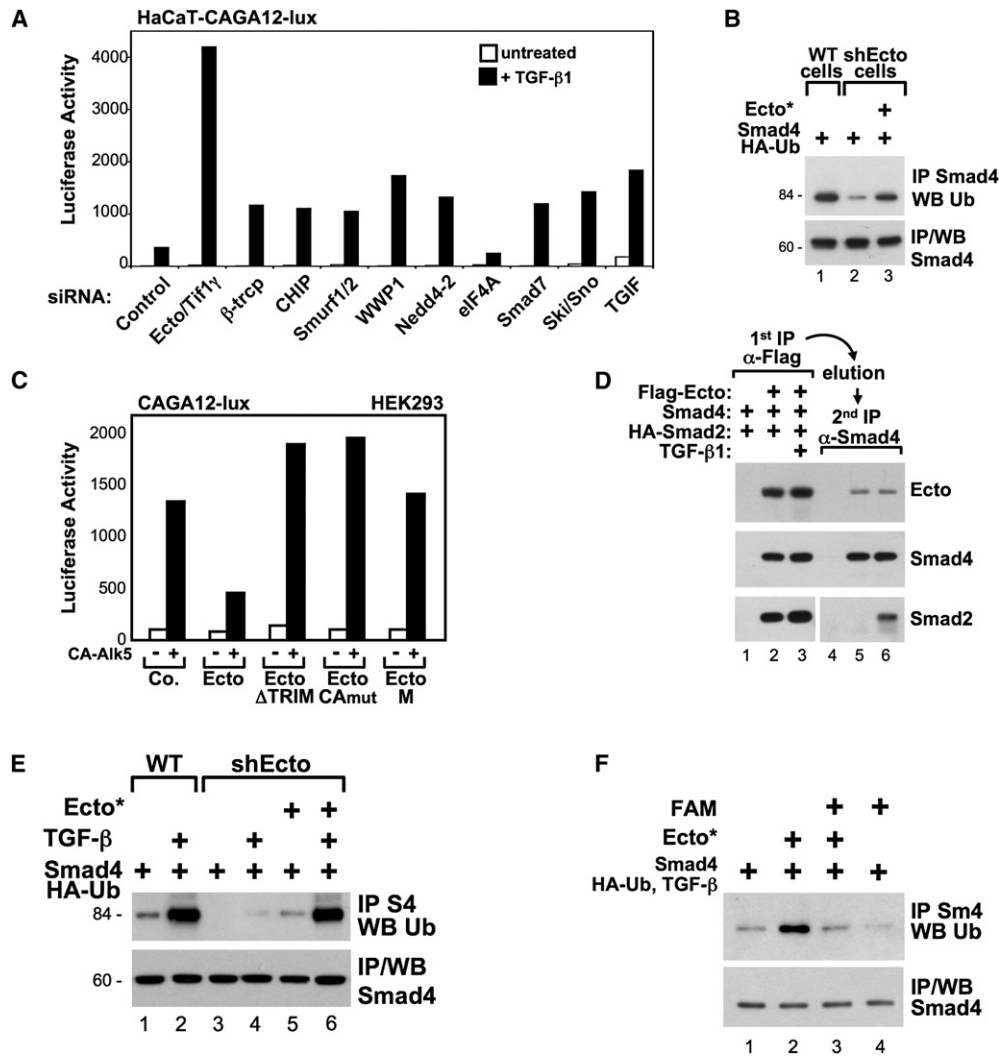 A
HaCaT-CAGA12-lux
untreated
+ TGF-β1
Luciferase Activity
4000
3000
2000
1000
0
siRNA:
Control
Ecto/Tif1γ
β-trcp
CHIP
Smurf1/2
WWP1
Nedd4-2
eIF4A
Smad7
Ski/Sno
TGIF
B
WT cells
shEcto cells
Ecto* +
Smad4 HA-Ub + + +
84 -
IP Smad4
WB Ub
60 -
IP/WB
Smad4
1 2 3
C
CAGA12-lux HEK293
Luciferase Activity
2000
1500
1000
500
0
CA-Alk5 - + - + - + - + - +
Co.
Ecto
Ecto ΔTRIM
Ecto CAmut
Ecto M
D
1st IP
α-Flag
elution
2nd IP
α-Smad4
Flag-Ecto: + +
Smad4: + + +
HA-Smad2: + + +
TGF-β1: +
Ecto
Smad4
Smad2
1 2 3 4 5 6
E
WT shEcto
Ecto* + +
TGF-β + + +
Smad4 HA-Ub + + + + + +
84 -
IP S4
WB Ub
60 -
IP/WB
Smad4
1 2 3 4 5 6
F
FAM + +
Ecto* + +
Smad4 HA-Ub, TGF-β + + + +
IP Sm4
WB Ub
IP/WB
Smad4
1 2 3 4